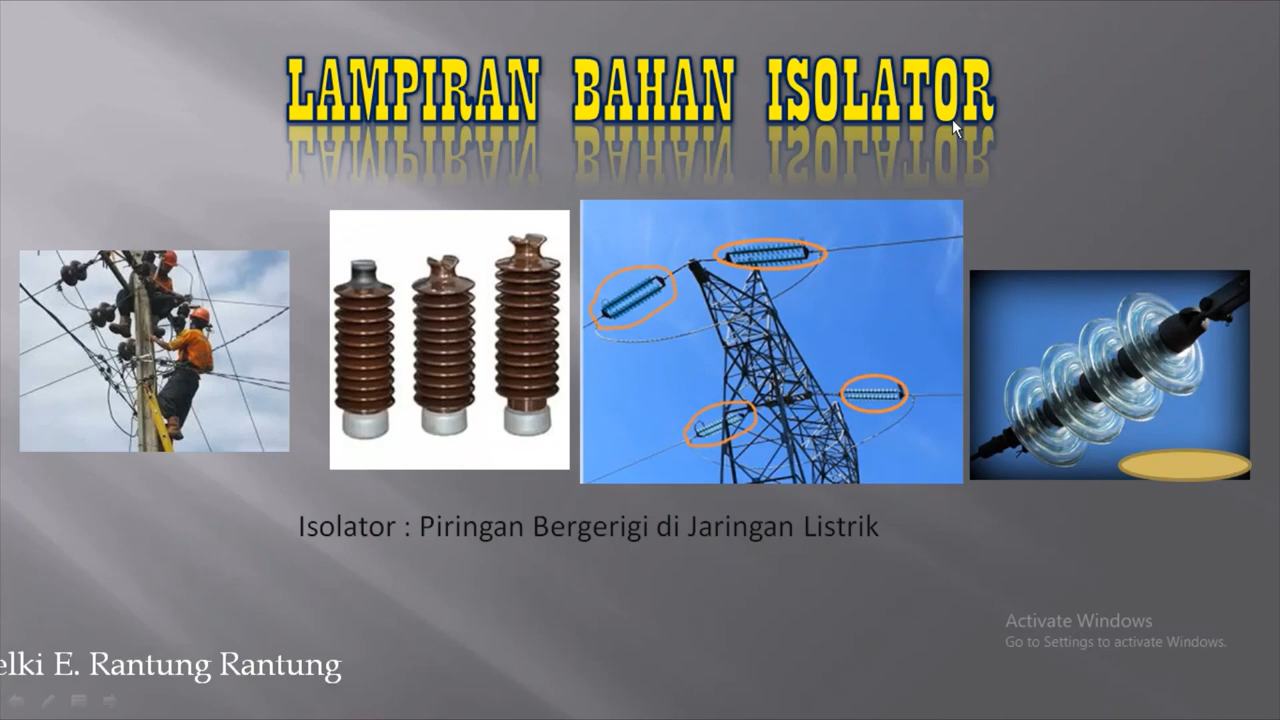 LAMPIRAN BAHAN ISOLATOR
Isolator : Piringan Bergerigi di Jaringan Listrik
Activate Windows
Go to Settings to activate Windows.
elki E. Rantung Rantung